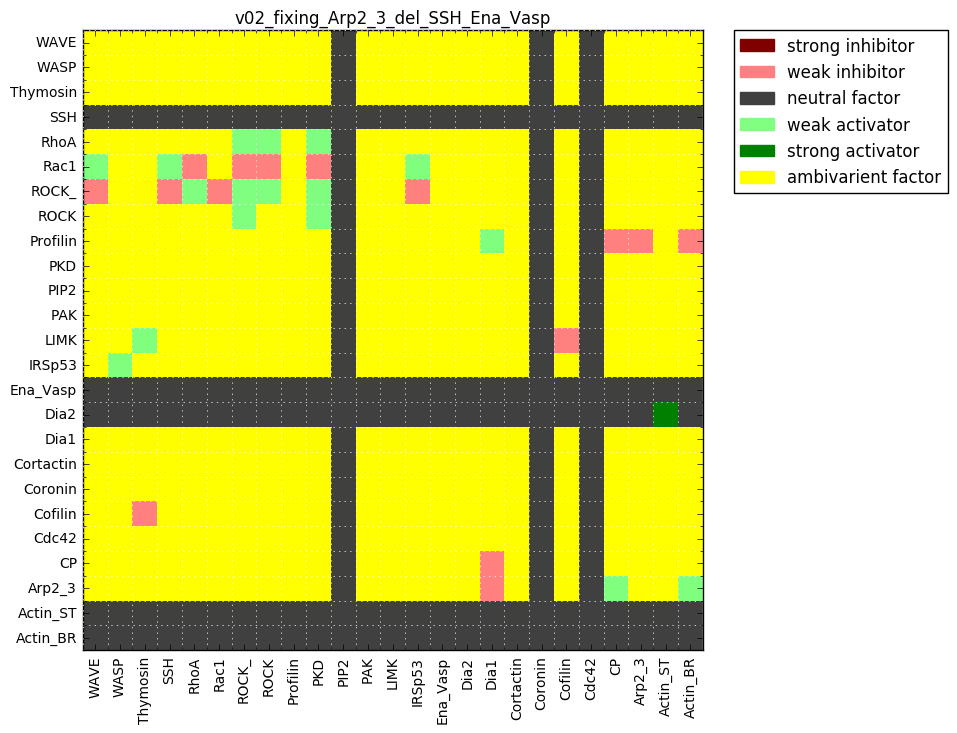 v02_fixing_Arp2_3_del_SSH_Ena_Vasp
WAVE
WASP
Thymosin
SSH
RhoA
Rac1
ROCK_
ROCK
Profilin
PKD
PIP2
PAK
LIMK
IRSp53
Ena_Vasp
Dia2
Dia1
Cortactin
Coronin
Cofilin
Cdc42
CP
Arp2_3
Actin_ST
Actin_BR
WAVE
WASP
Thymosin
SSH
RhoA
Rac1
ROCK_
ROCK
Profilin
PKD
PIP2
PAK
LIMK
IRSp53
Ena_Vasp
Dia2
Dia1
Cortactin
Coronin
Cofilin
Cdc42
CP
Arp2_3
Actin_ST
Actin_BR
strong inhibitor
weak inhibitor
neutral factor
weak activator
strong activator
ambivarient factor